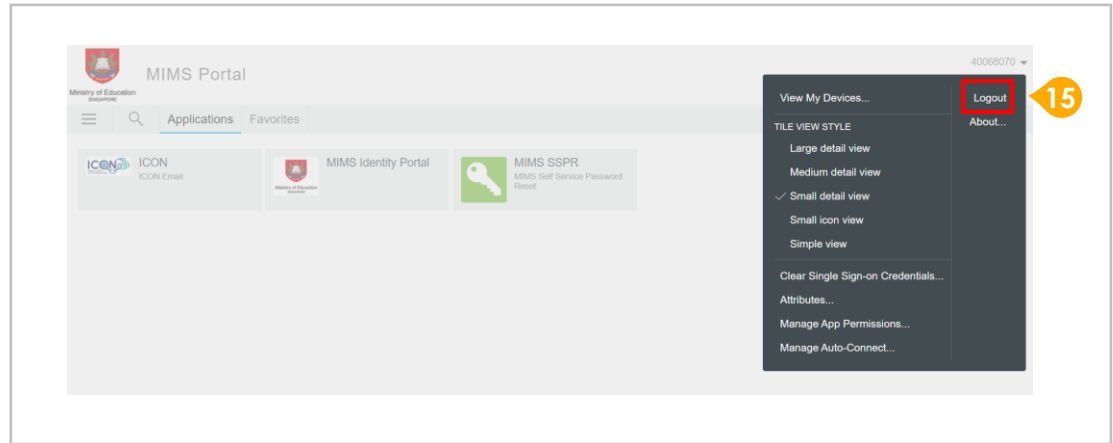 40068070
MIMS Portal
Ministry of Education
SINGAPORE
Applications Favorites
ICON
ICON
ICON Email
Ministry of Education
SINGAPORE
MIMS Identity Portal
MIMS SSPR
MIMS Self Service Password
Reset
View My Devices...
TILE VIEW STYLE
Large detail view
Medium detail view
Small detail view
Small icon view
Simple view
Clear Single Sign-on Credentials...
Attributes...
Manage App Permissions...
Manage Auto-Connect...
Logout
About...
15